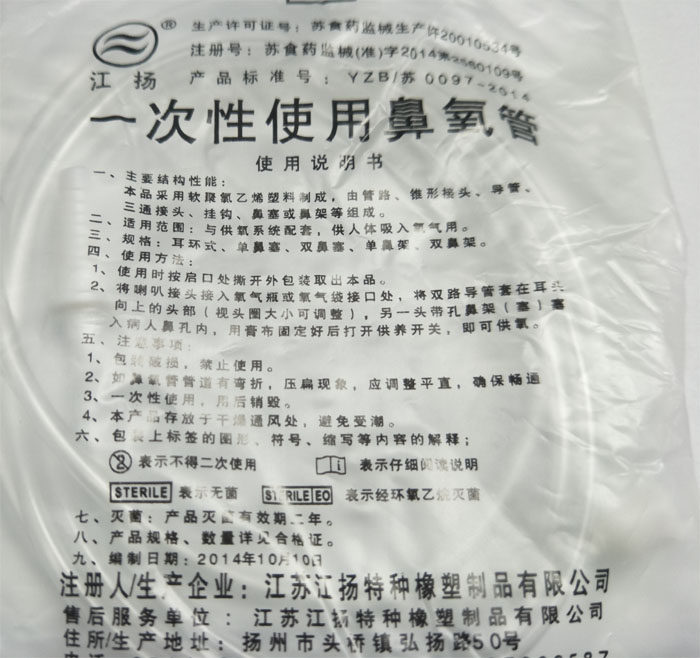 ®
江扬
生产许可证号：苏食药监械生产许20010534号
注册号：苏食药监械(准)字2014第2660109号
产品标准号：YZB/苏 0097-2014
一次性使用鼻氧管
使用说明书
一、主要结构性能：
本品采用软聚氯乙烯塑料制成，由管路、锥形接头、导管、
三通接头、挂钩、鼻塞或鼻架等组成。
二、适用范围：与供氧系统配套，供人体吸入氧气用。
三、规格：耳环式、单鼻塞、双鼻塞、单鼻架、双鼻架。
四、使用方法：
1、使用时按启口处撕开外包装取出本品。
2、将喇叭接头接入氧气瓶或氧气袋接口处，将双路导管套在耳头
向上的头部（视头圈大小可调整），另一头带孔鼻架（塞）塞
入病人鼻孔内，用膏布固定好后打开供养开关，即可供氧。
五、注意事项：
1、包装破损，禁止使用。
2、如鼻氧管管道有弯折，压扁现象，应调整平直，确保畅通
3、一次性使用，用后销毁。
4、本产品存放于干燥通风处，避免受潮。
六、包装上标签的图形、符号、缩写等内容的解释；
② 表示不得二次使用 i 表示仔细阅读说明
STERILE 表示无菌 STERILE EO 表示经环氧乙烷灭菌
七、灭菌：产品灭菌有效期二年。
八、产品规格、数量详见合格证。
九、编制日期：2014年10月10日
注册人/生产企业：江苏江扬特种橡塑制品有限公司
售后服务单位：江苏江扬特种橡塑制品有限公司
住所/生产地址：扬州市头桥镇弘扬路50号